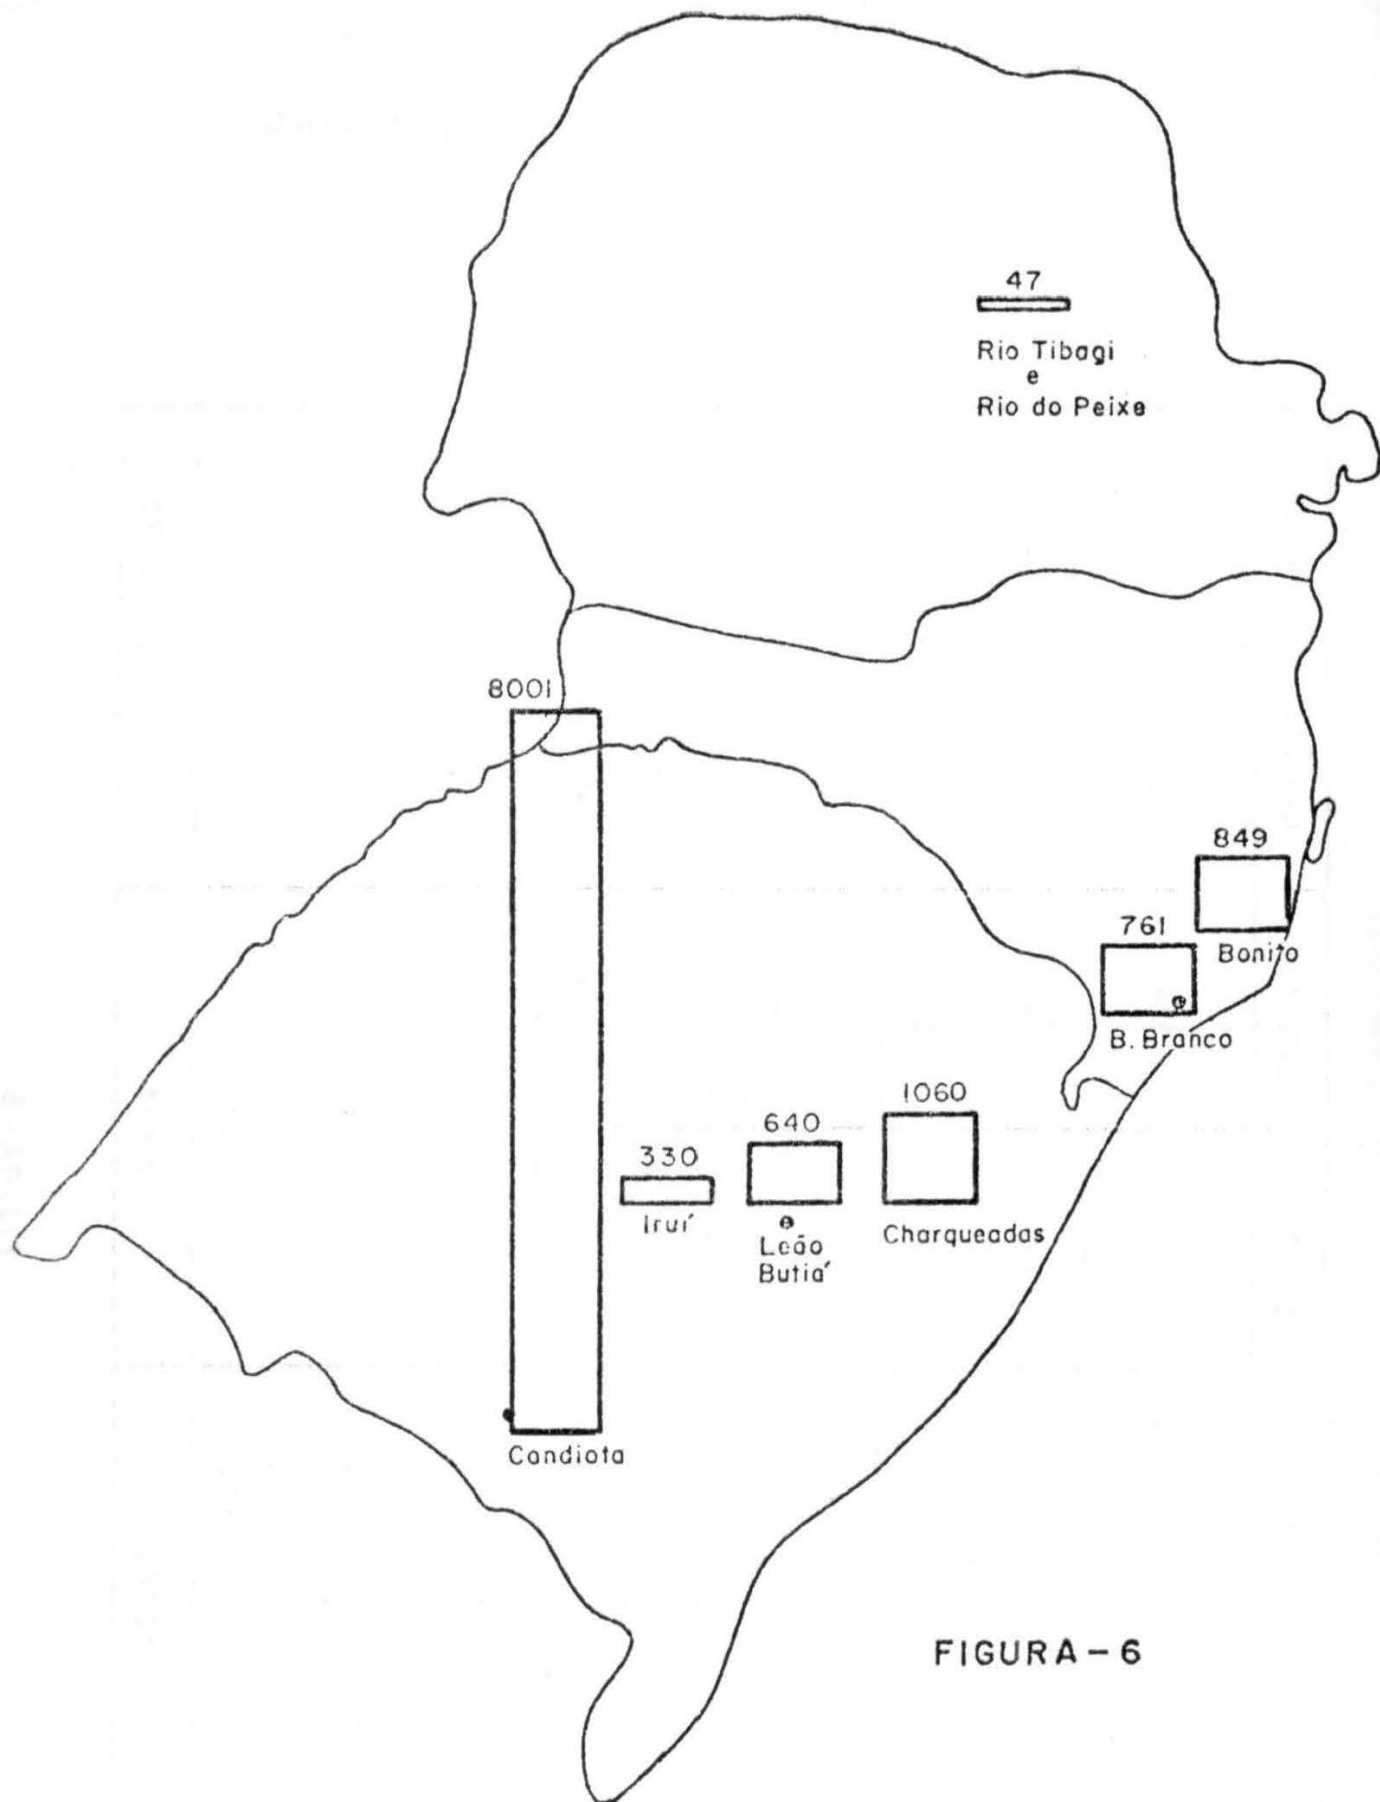 47
Rio Tibagi
e
Rio do Peixe
8001
849
Bonito
761
B. Branco
1060
Charqueadas
640
Leão
Butiá
330
Iruí
Candiota
FIGURA-6